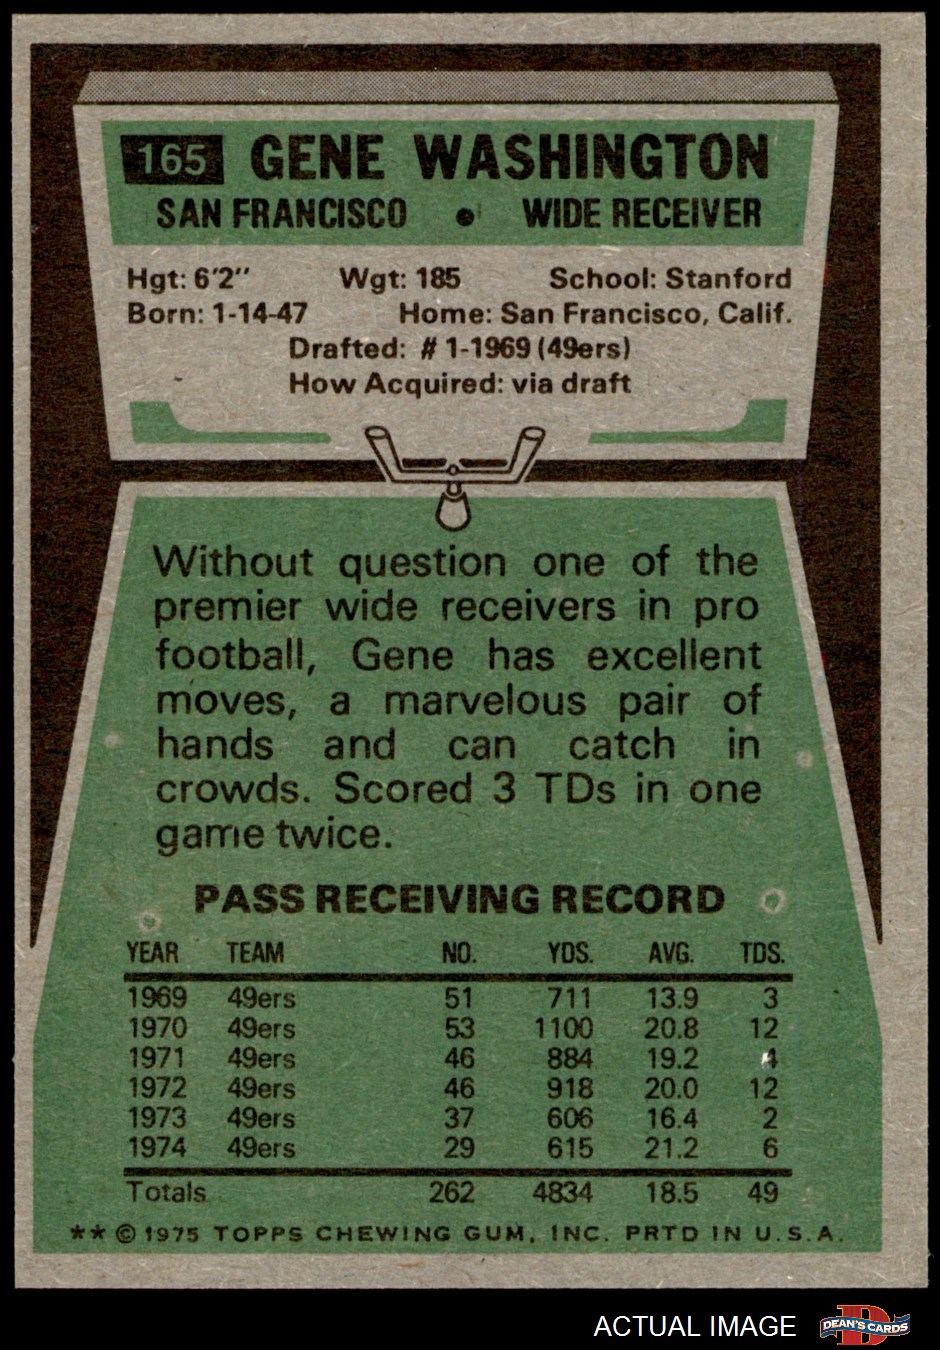 165 GENE WASHINGTON
SAN FRANCISCO • WIDE RECEIVER
Hgt: 6'2" Wgt: 185 School: Stanford
Born: 1-14-47 Home: San Francisco, Calif.
Drafted: #1-1969 (49ers)
How Acquired: via draft
Without question one of the
premier wide receivers in pro
football, Gene has excellent
moves, a marvelous pair of
hands and can catch in
crowds. Scored 3 TDs in one
game twice.
PASS RECEIVING RECORD
YEAR TEAM NO. YDS. AVG. TDS.
1969 49ers 51 711 13.9 3
1970 49ers 53 1100 20.8 12
1971 49ers 46 884 19.2 4
1972 49ers 46 918 20.0 12
1973 49ers 37 606 16.4 2
1974 49ers 29 615 21.2 6
Totals 262 4834 18.5 49
** © 1975 TOPPS CHEWING GUM, INC. PRTD IN U.S.A.
ACTUAL IMAGE D DEAN'S CARDS